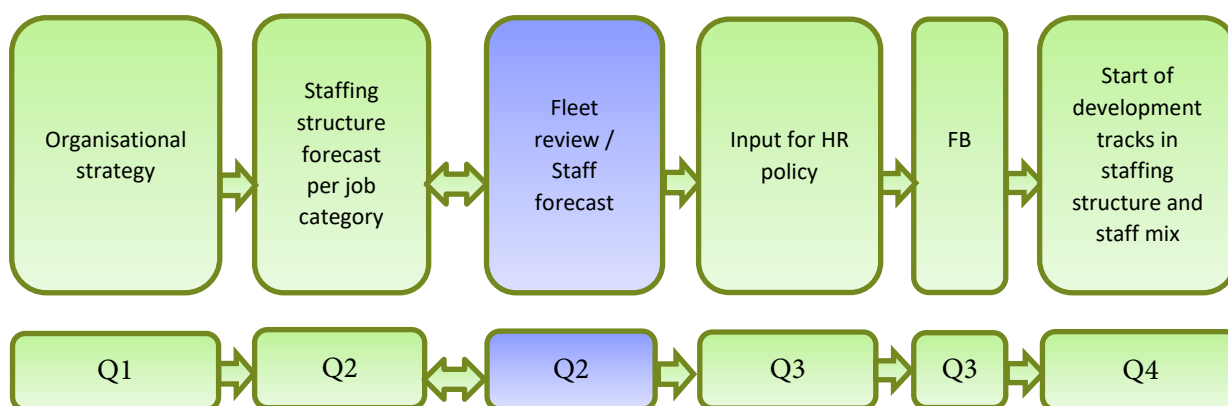 Organisational
strategy
Staffing
structure
forecast
per job
category
Fleet
review /
Staff
forecast
Input for HR
policy
FB
Start of
development
tracks in
staffing
structure and
staff mix
Q1
Q2
Q2
Q3
Q3
Q4